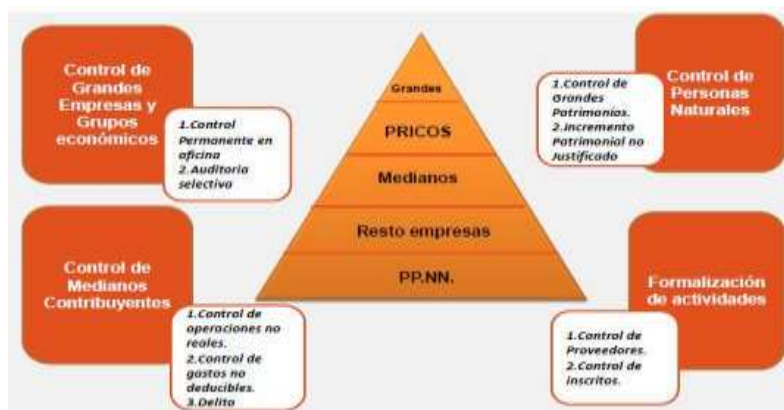 Control de
Grandes
Empresas y
Grupos
económicos
1.Control
Permanente en
oficina
2.Auditoria
selectiva
Control de
Medianos
Contribuyentes
1.Control de
operaciones no
reales.
2.Control de
gastos no
deducibles.
3.Delito
Grandes
PRICOS
Medianos
Resto empresas
PP.NN.
Control de
Personas
Naturales
1.Control de
Grandes
Patrimonios.
2.Incremento
Patrimonial no
Justificado
Formalización
de actividades
1.Control de
Proveedores.
2.Control de
inscritos.